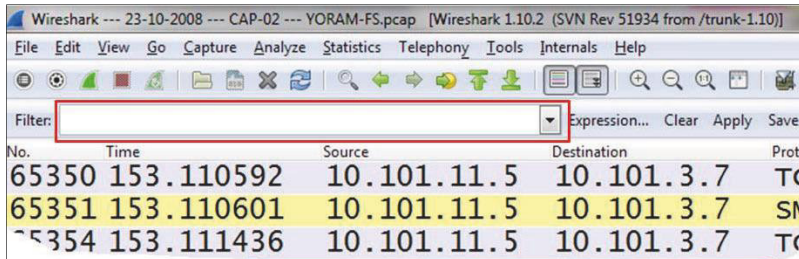 Wireshark --- 23-10-2008 --- CAP-02 --- YORAM-FS.pcap [Wireshark 1.10.2 (SVN Rev 51934 from /trunk-1.10)]
File Edit View Go Capture Analyze Statistics Telephony Tools Internals Help
Filter: Expression... Clear Apply Save
No. Time Source Destination Prot
65350 153.110592 10.101.11.5 10.101.3.7
65351 153.110601 10.101.11.5 10.101.3.7
65354 153.111436 10.101.11.5 10.101.3.7